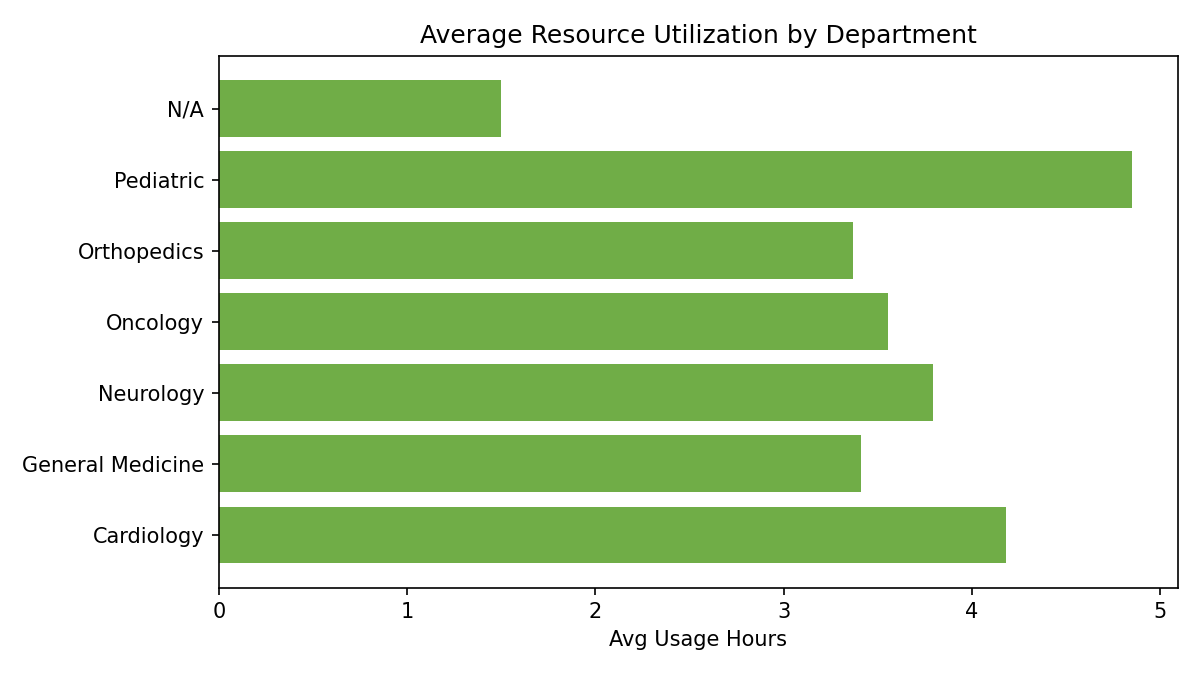 Average Resource Utilization by Department
N/A
Pediatric
Orthopedics
Oncology
Neurology
General Medicine
Cardiology
0 1 2 3 4 5
Avg Usage Hours